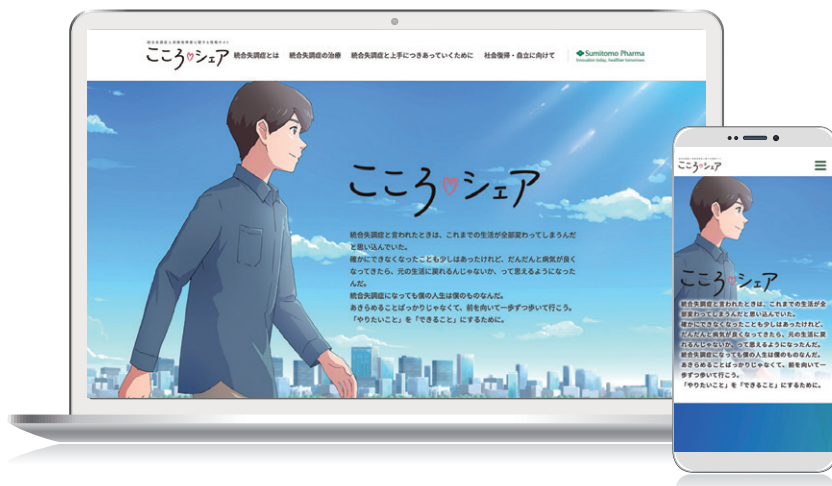 こころ♡シェア
統合失調症とは 統合失調症の治療 統合失調症と上手につきあっていくために 社会復帰・自立に向けて
Sumitomo Pharma
Innovation today, healthier tomorrows
こころ♡シェア
統合失調症と言われたときは、これまでの生活が全部変わってしまうんだ
と思い込んでいた。
確かにできなくなったことも少しはあったけれど、だんだんと病気が良く
なってきたら、元の生活に戻れるんじゃないか、って思えるようになった
んだ。
統合失調症になっても僕の人生は僕のものなんだ。
あきらめることばっかりじゃなくて、前を向いて一歩ずつ歩いて行こう。
「やりたいこと」を「できること」にするために。
こころ♡シェア
こころ♡シェア
統合失調症と言われたときは、これまでの生活が全
部変わってしまうんだと思い込んでいた。
確かにできなくなったことも少しはあったけれど、
だんだんと病気が良くなってきたら、元の生活に戻
れるんじゃないか、って思えるようになったんだ。
統合失調症になっても僕の人生は僕のものなんだ。
あきらめることばっかりじゃなくて、前を向いて一
歩ずつ歩いて行こう。
「やりたいこと」を「できること」にするために。